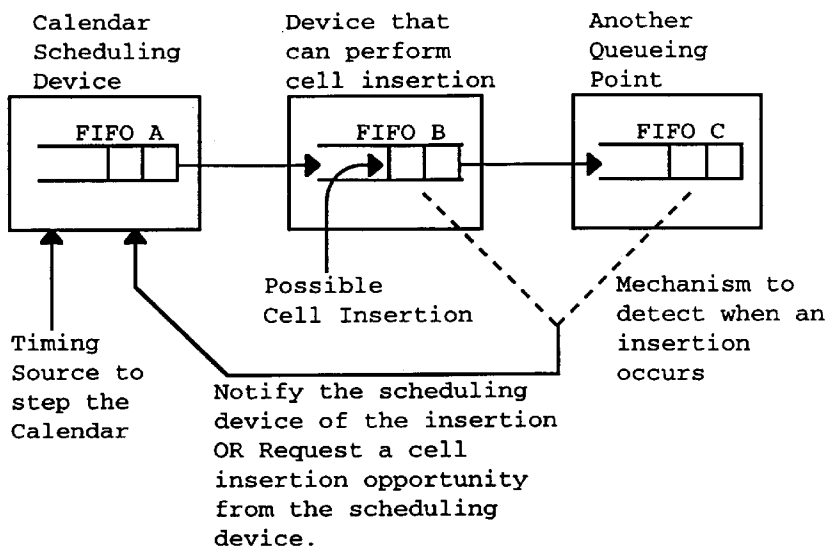 Calendar
Scheduling
Device
Device that
can perform
cell insertion
Another
Queueing
Point
FIFO A
FIFO B
FIFO C
Possible
Cell Insertion
Mechanism to
detect when an
insertion
occurs
Timing
Source to
step the
Calendar
Notify the scheduling
device of the insertion
OR Request a cell
insertion opportunity
from the scheduling
device.